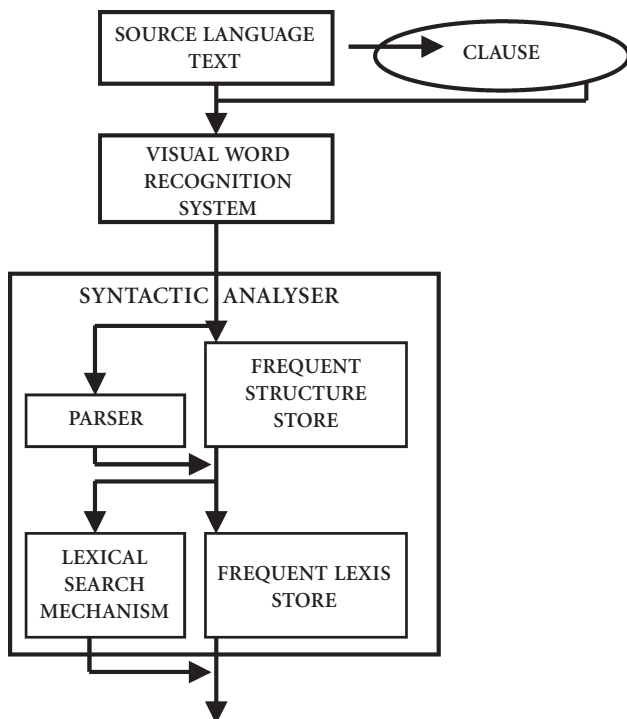 SOURCE LANGUAGE
TEXT
CLAUSE
VISUAL WORD
RECOGNITION
SYSTEM
SYNTACTIC ANALYSER
FREQUENT
STRUCTURE
STORE
PARSER
LEXICAL
SEARCH
MECHANISM
FREQUENT LEXIS
STORE